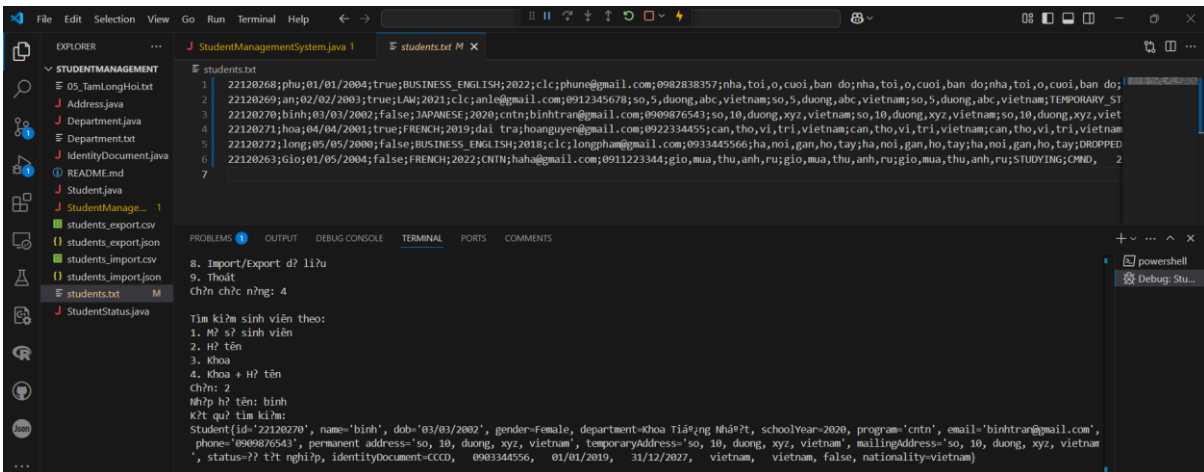 File Edit Selection View Go Run Terminal Help
EXPLORER
STUDENTMANAGEMENT
05_TamLongHoi.txt
Address.java
Department.java
Department.txt
IdentityDocument.java
README.md
Student.java
StudentManage... 1
students_export.csv
students_export.json
students_import.csv
students_import.json
students.txt M
StudentStatus.java
StudentManagementSystem.java 1
students.txt M
students.txt
1 22120268;phu;01/01/2004;true;BUSINESS_ENGLISH;2022;clc;phune@gmail.com;0982838357;nha,toi,o,cuoi,ban do;nha,toi,o,cuoi,ban do;nha,toi,o,cuoi,ban do;
2 22120269;an;02/02/2003;true;LAW;2021;clc;anle@gmail.com;0912345678;so,5,duong,abc,vietnam;so,5,duong,abc,vietnam;so,5,duong,abc,vietnam;TEMPORARY_ST
3 22120270;binh;03/03/2002;false;JAPANESE;2020;cntn;binhtran@gmail.com;0909876543;so,10,duong,xyz,vietnam;so,10,duong,xyz,vietnam;so,10,duong,xyz,viet
4 22120271;hoa;04/04/2001;true;FRENCH;2019;dai tra;hoanguyen@gmail.com;0922334455;can,tho,vi,tri,vietnam;can,tho,vi,tri,vietnam;can,tho,vi,tri,vietnam
5 22120272;long;05/05/2000;false;BUSINESS_ENGLISH;2018;clc;longpham@gmail.com;0933445566;ha,noi,gan,ho,tay;ha,noi,gan,ho,tay;ha,noi,gan,ho,tay;DROPPED
6 22120263;Gio;01/05/2004;false;FRENCH;2022;CNTN;haha@gmail.com;0911223344;gio,mua,thu,anh,ru;gio,mua,thu,anh,ru;gio,mua,thu,anh,ru;STUDYING;CMND, 2
7
PROBLEMS 1 OUTPUT DEBUG CONSOLE TERMINAL PORTS COMMENTS
powershell
Debug: Stu...
8. Import/Export d? li?u
9. Thoát
Ch?n ch?c n?ng: 4
Tìm ki?m sinh viên theo:
1. M? s? sinh viên
2. H? tên
3. Khoa
4. Khoa + H? tên
Ch?n: 2
Nh?p h? tên: binh
K?t qu? tìm ki?m:
Student{id='22120270', name='binh', dob='03/03/2002', gender=Female, department=Khoa Tiáº¿ng Nháº?t, schoolYear=2020, program='cntn', email='binhtran@gmail.com',
phone='0909876543', permanent address='so, 10, duong, xyz, vietnam', temporaryAddress='so, 10, duong, xyz, vietnam', mailingAddress='so, 10, duong, xyz, vietnam
', status=?? t?t nghi?p, identityDocument=CCCD, 0903344556, 01/01/2019, 31/12/2027, vietnam, vietnam, false, nationality=vietnam}